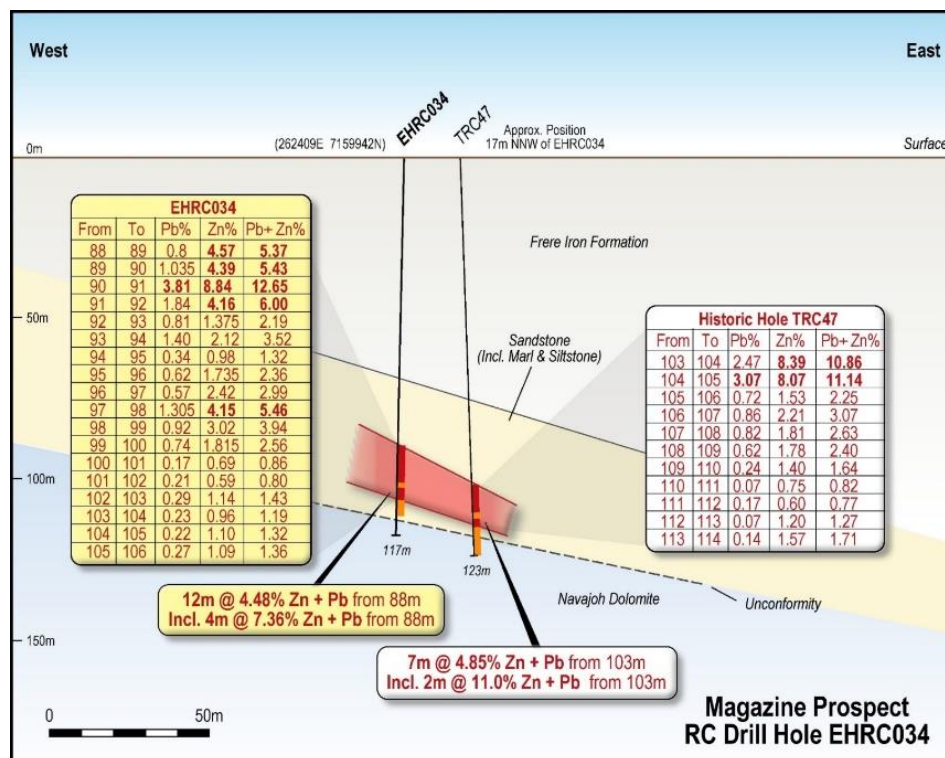 West
East
EHRC034
TRC47
Approx. Position
(262409E 7159942N)
17m NNW of EHRC034
0m
Surface
EHRC034
From To Pb% Zn% Pb+ Zn%
88 89 0.8 4.57 5.37
89 90 1.035 4.39 5.43
90 91 3.81 8.84 12.65
91 92 1.84 4.16 6.00
92 93 0.81 1.375 2.19
93 94 1.40 2.12 3.52
94 95 0.34 0.98 1.32
95 96 0.62 1.735 2.36
96 97 0.57 2.42 2.99
97 98 1.305 4.15 5.46
98 99 0.92 3.02 3.94
99 100 0.74 1.815 2.56
100 101 0.17 0.69 0.86
101 102 0.21 0.59 0.80
102 103 0.29 1.14 1.43
103 104 0.23 0.96 1.19
104 105 0.22 1.10 1.32
105 106 0.27 1.09 1.36
Frere Iron Formation
50m
Sandstone
(Incl. Marl & Siltstone)
Historic Hole TRC47
From To Pb% Zn% Pb+ Zn%
103 104 2.47 8.39 10.86
104 105 3.07 8.07 11.14
105 106 0.72 1.53 2.25
106 107 0.86 2.21 3.07
107 108 0.82 1.81 2.63
108 109 0.62 1.78 2.40
109 110 0.24 1.40 1.64
110 111 0.07 0.75 0.82
111 112 0.17 0.60 0.77
112 113 0.07 1.20 1.27
113 114 0.14 1.57 1.71
100m
117m
123m
12m @ 4.48% Zn + Pb from 88m
Incl. 4m @ 7.36% Zn + Pb from 88m
Navajoh Dolomite
Unconformity
150m
7m @ 4.85% Zn + Pb from 103m
Incl. 2m @ 11.0% Zn + Pb from 103m
0
50m
Magazine Prospect
RC Drill Hole EHRC034